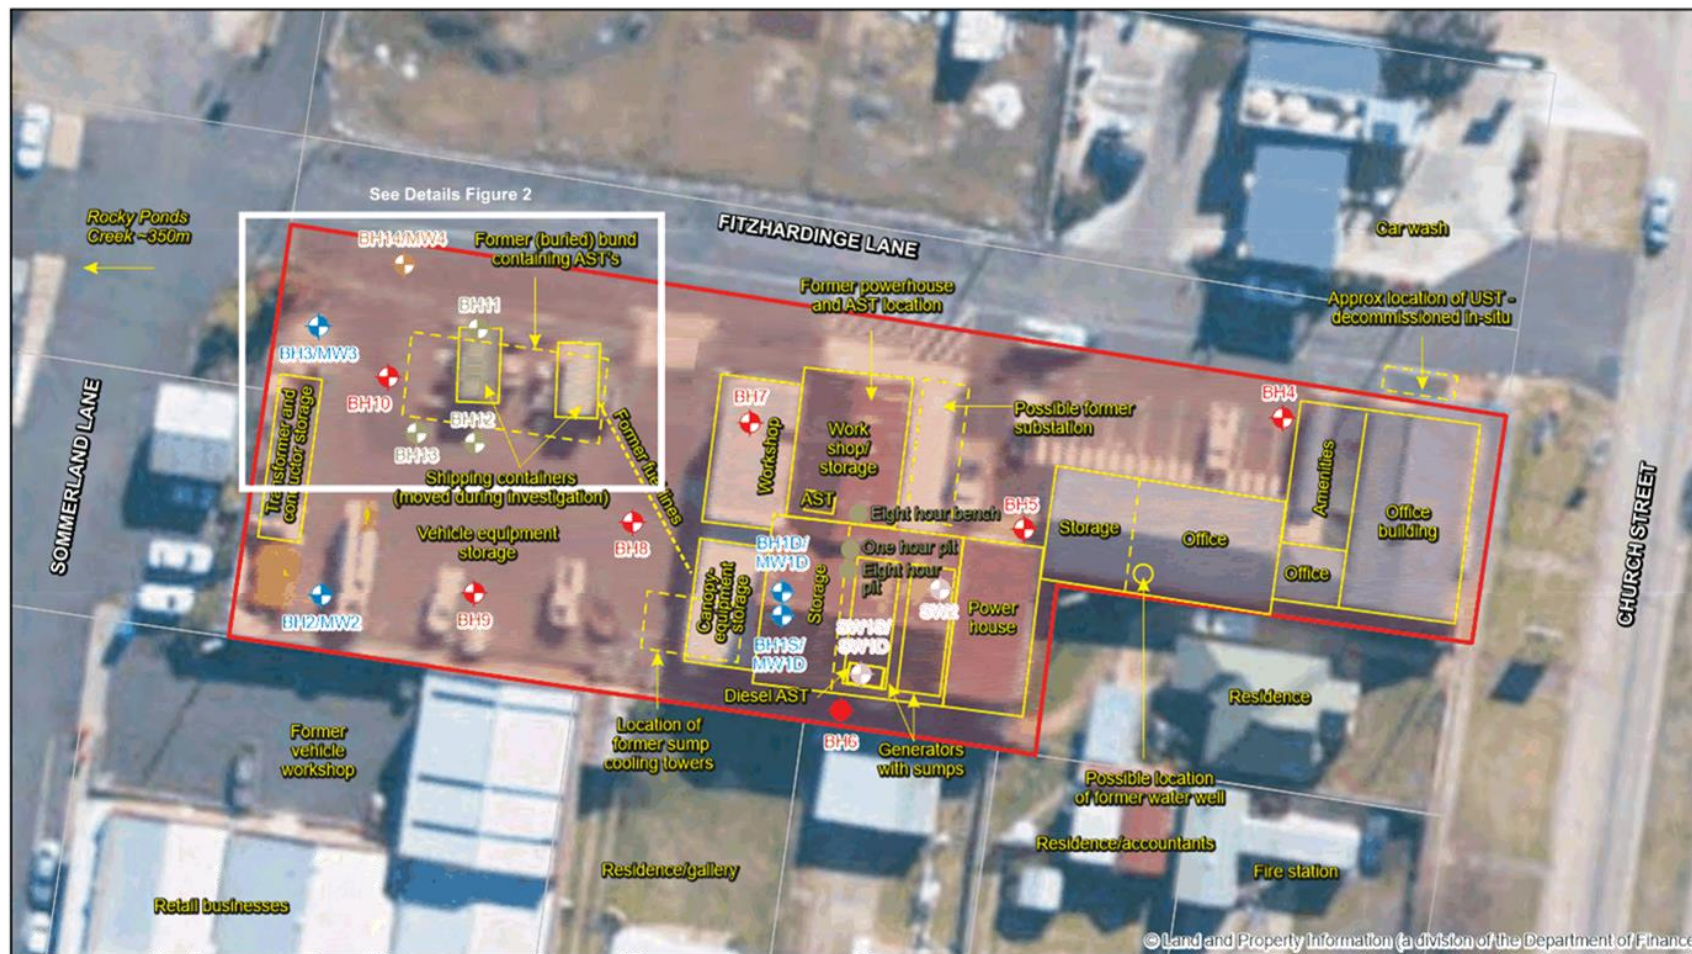 See Details Figure 2
Rocky Ponds
Creek ~350m
BH14/MW4
Former (buried) bund
containing AST's
FITZHARDINGE LANE
Car wash
Former powerhouse
and AST location
Approx location of UST -
decommissioned in-situ
BH11
BH3/MW3
BH10
BH12
BH13
Transformer and
conductor storage
Shipping containers
(moved during investigation)
Former fuel lines
SOMMERLAND LANE
BH7
Workshop
Work
shop/
storage
AST
Possible former
substation
BH4
Amenities
Office
building
CHURCH STREET
Vehicle equipment
storage
BH8
Eight hour bench
BH5
Storage
Office
One hour pit
Eight hour
pit
BH1D/
MW1D
Storage
Office
BH2/MW2
BH9
Canopy-
equipment
storage
BH1S/
MW1D
SW2
SW1S/
SW1D
Power
house
Diesel AST
Residence
BH6
Former
vehicle
workshop
Location of
former sump
cooling towers
Generators
with sumps
Possible location
of former water well
Residence/accountants
Residence/gallery
Fire station
Retail businesses
© Land and Property Information (a division of the Department of Finance